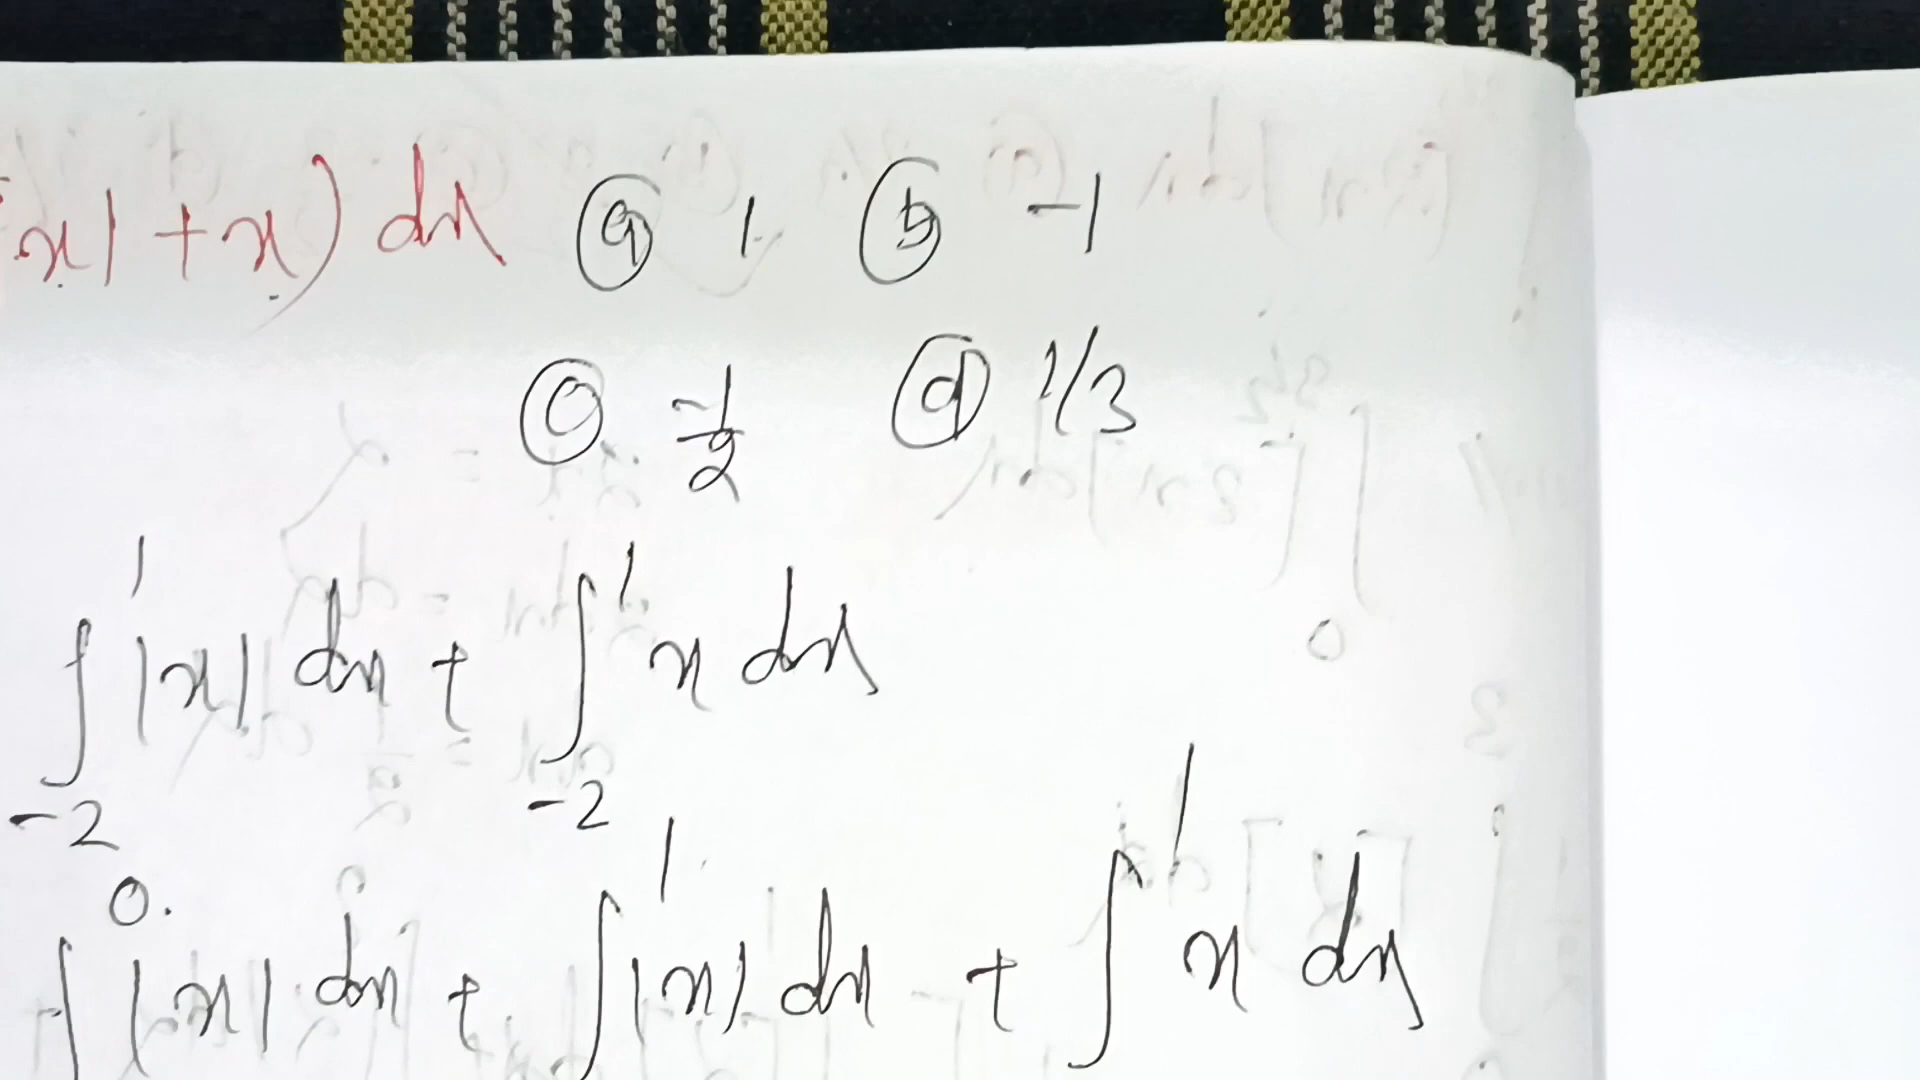 x|+x) dx (a) 1 (b) -1
(c) -1/2 (d) 1/3
∫_{-2}^{1} |x| dx + ∫_{-2}^{1} x dx
∫^{0} |x| dx + ∫^{1} |x| dx + ∫^{1} x dx